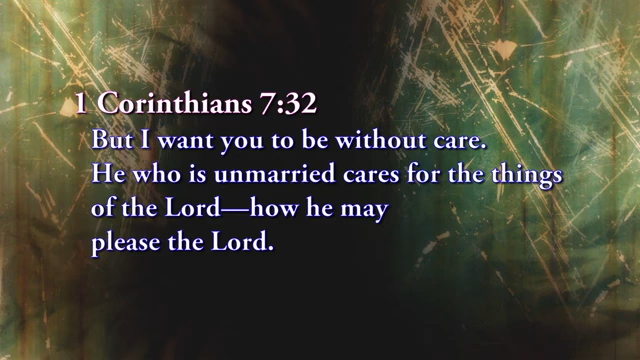 1 Corinthians 7:32
But I want you to be without care.
He who is unmarried cares for the things
of the Lord—how he may
please the Lord.